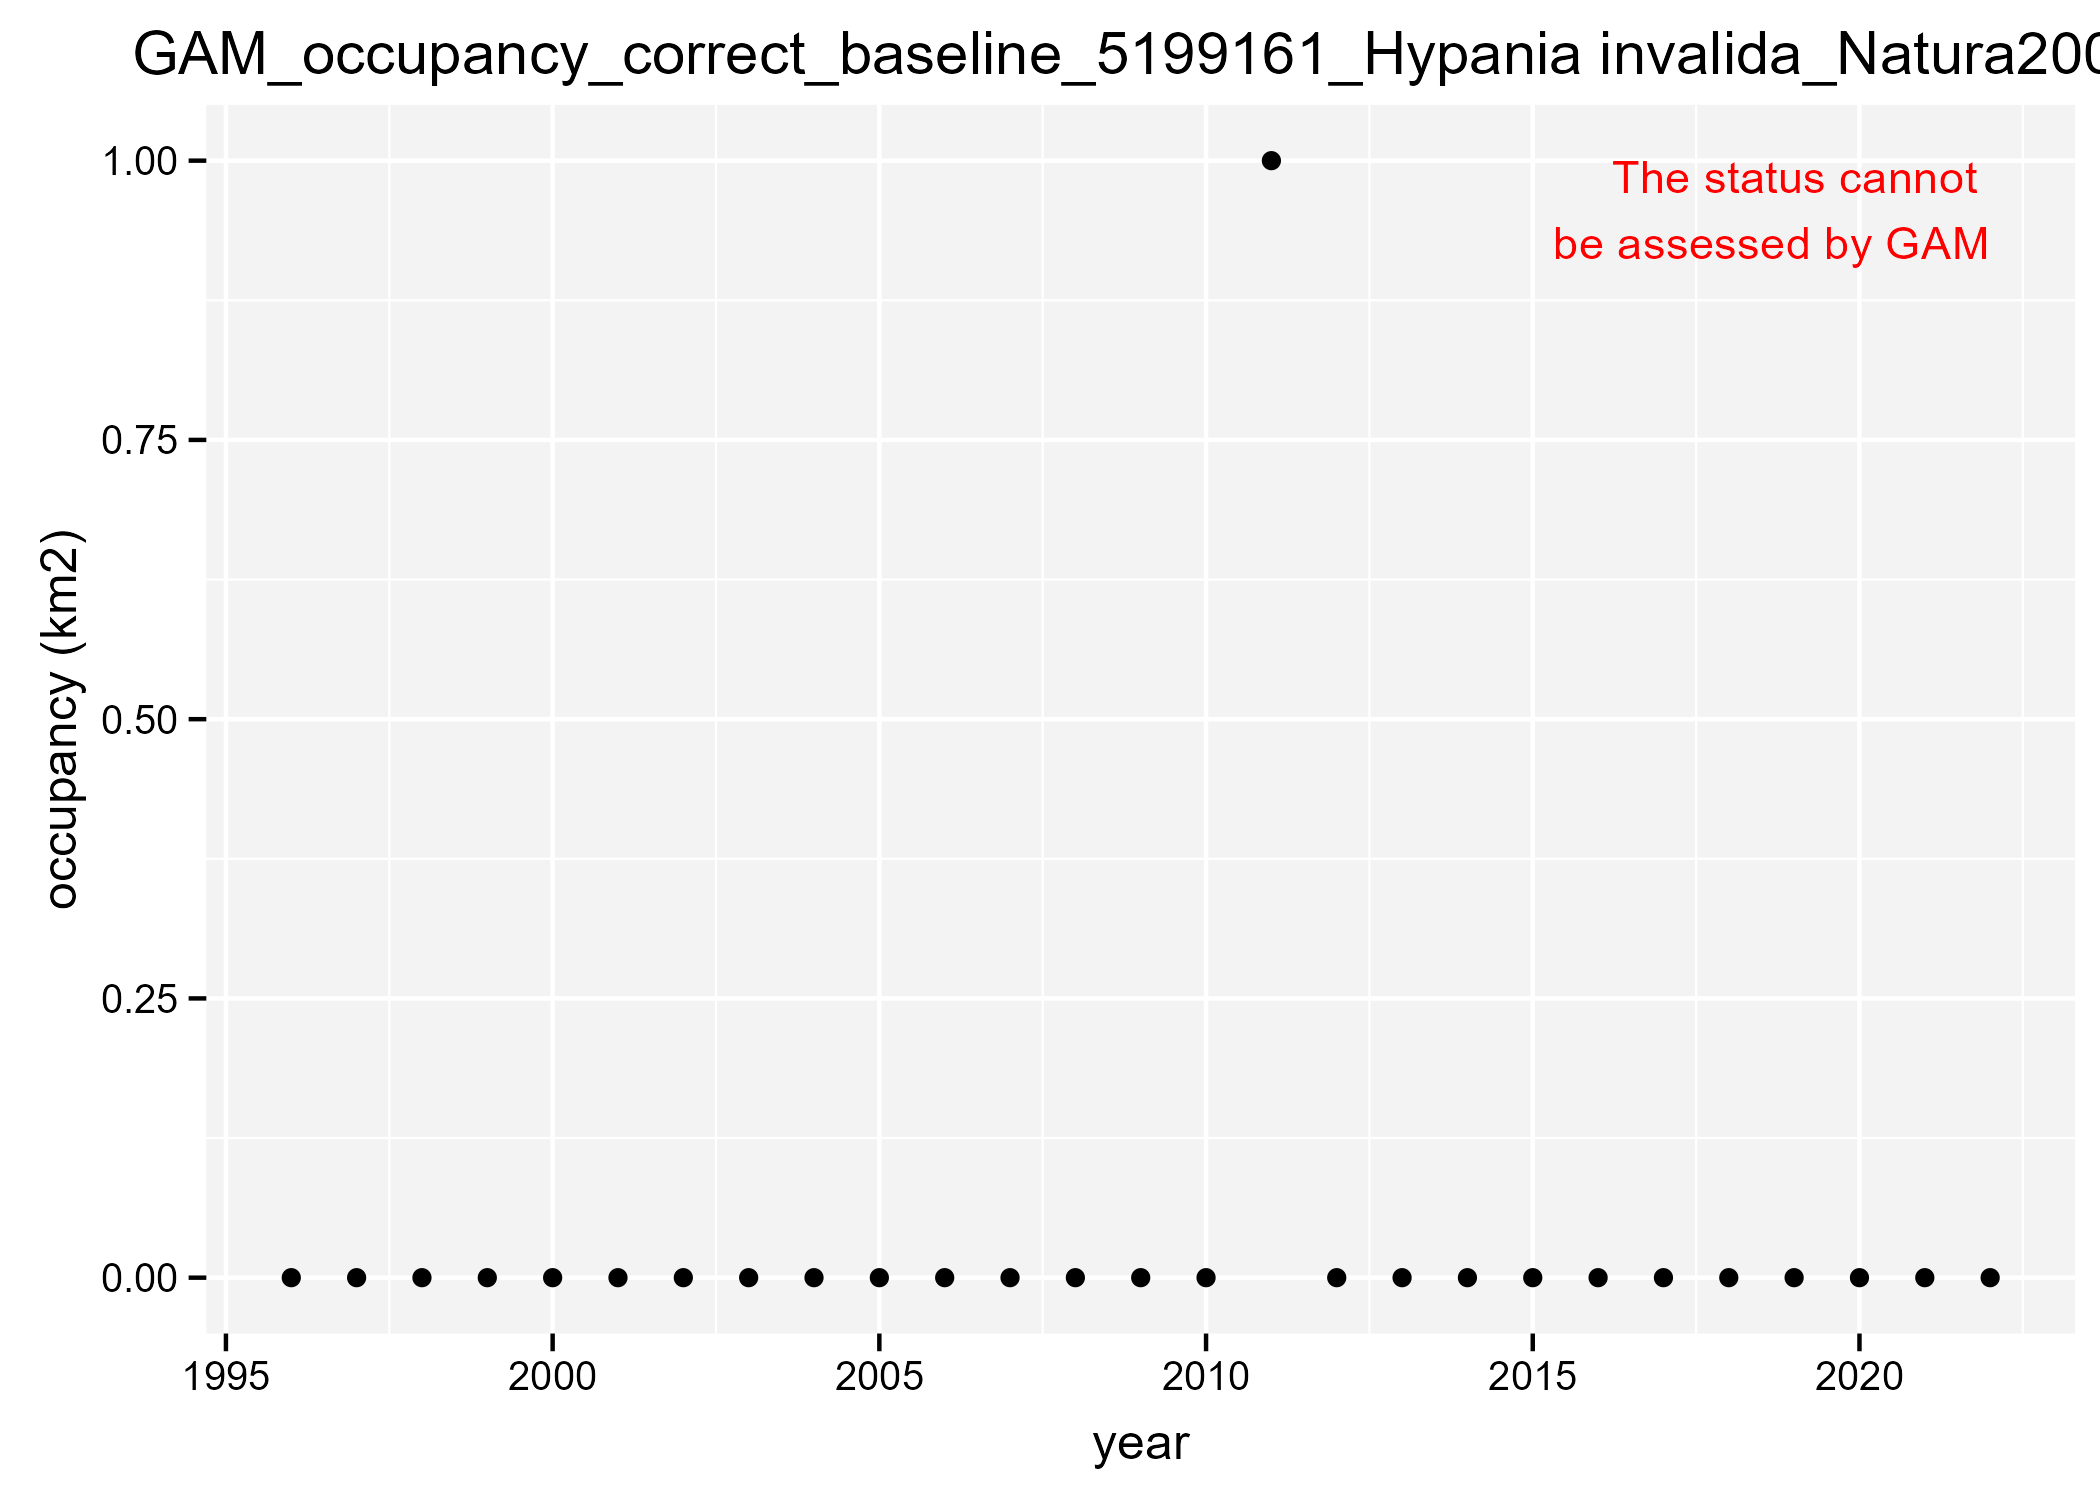 GAM_occupancy_correct_baseline_5199161_Hypania invalida_Natura200
The status cannot
be assessed by GAM
occupancy (km2)
1.00
0.75
0.50
0.25
0.00
1995 2000 2005 2010 2015 2020
year